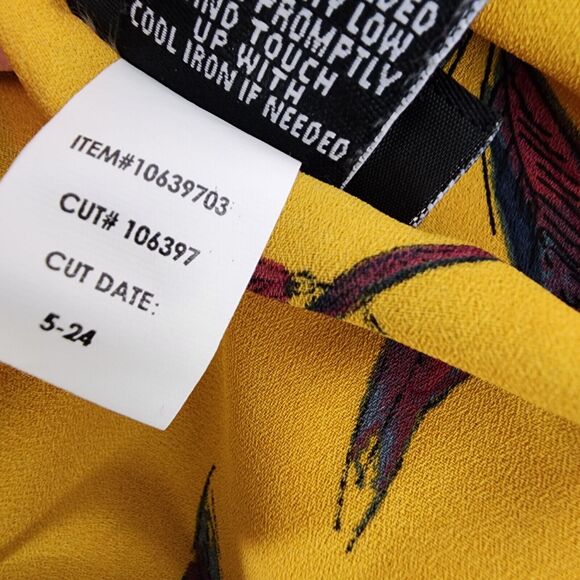 LOW
PROMPTLY
AND TOUCH
UP WITH
COOL IRON IF NEEDED
ITEM#10639703
CUT# 106397
CUT DATE:
5-24